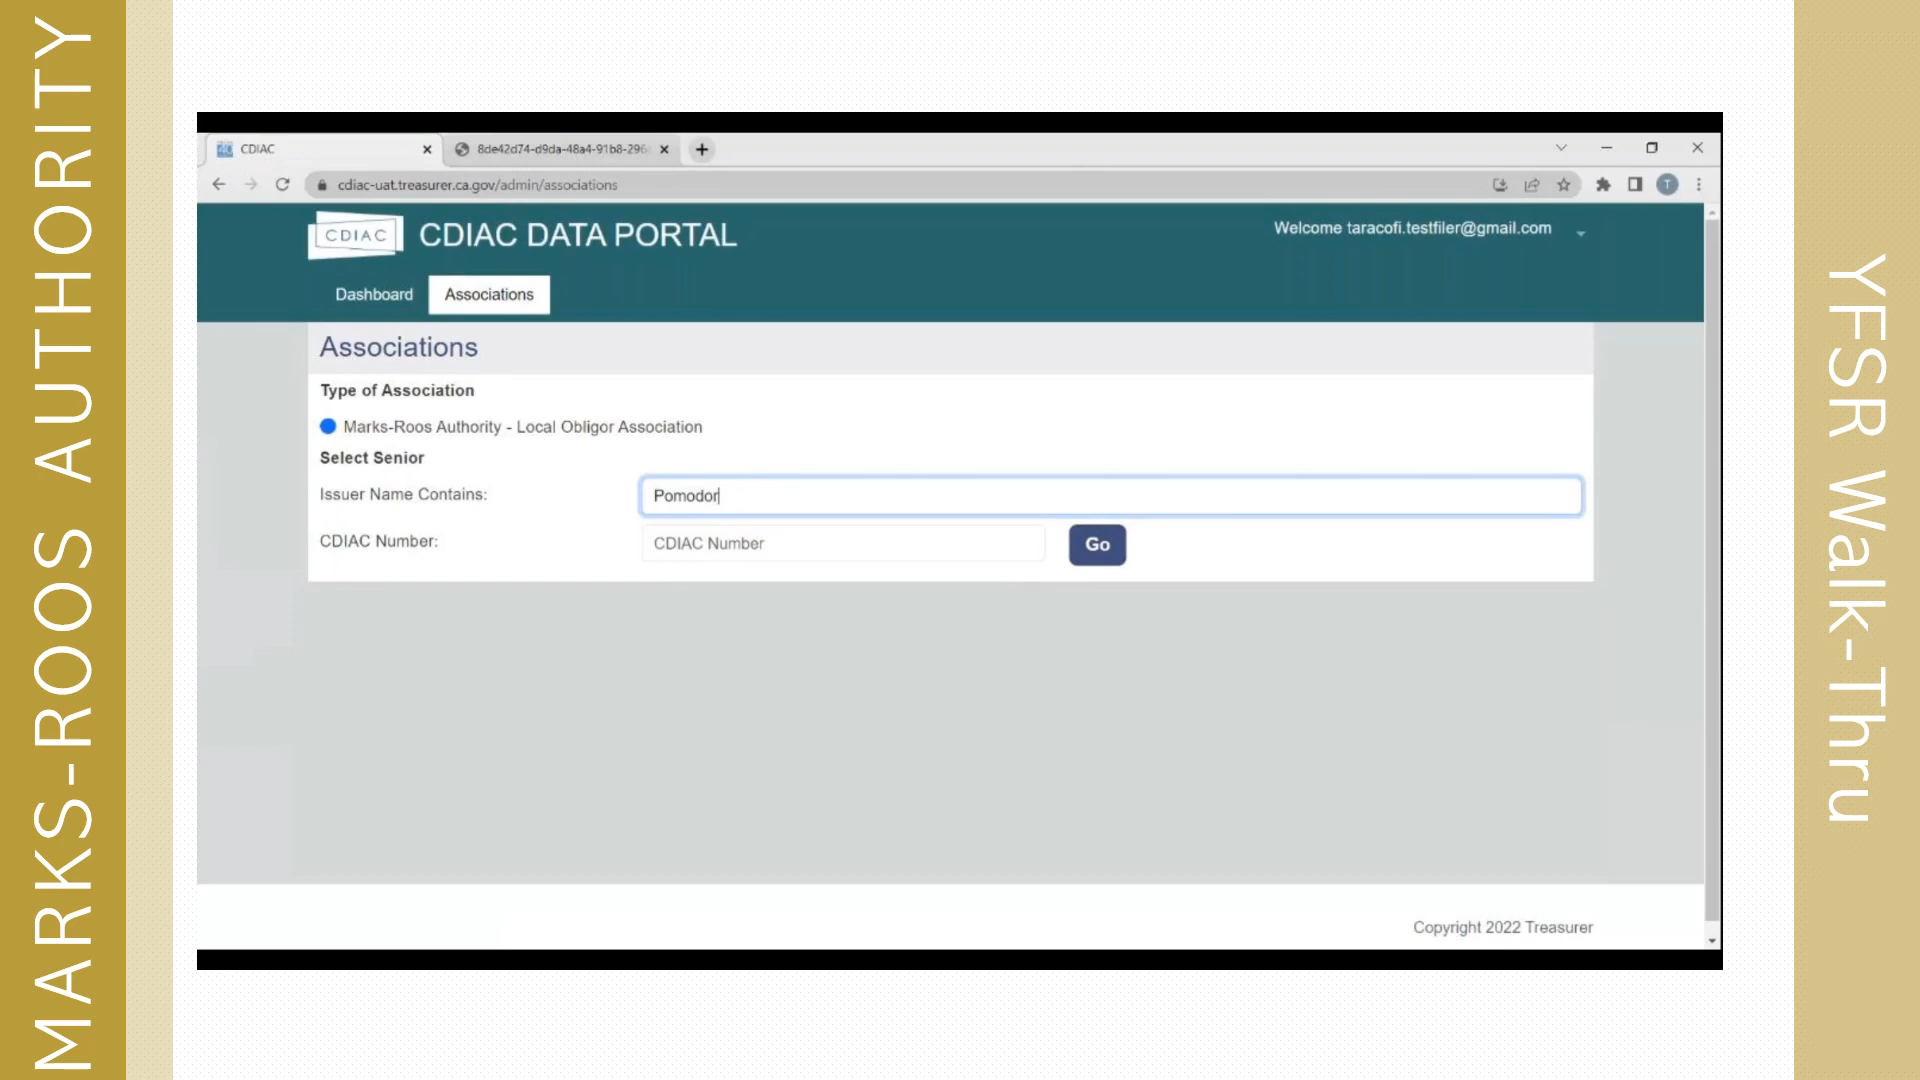 MARKS-ROOS AUTHORITY
CDIAC
8de42d74-d9da-48a4-91b8-296
cdiac-uat.treasurer.ca.gov/admin/associations
CDIAC
CDIAC DATA PORTAL
Welcome taracofi.testfiler@gmail.com
Dashboard
Associations
Associations
Type of Association
Marks-Roos Authority - Local Obligor Association
Select Senior
Issuer Name Contains:
Pomodor
CDIAC Number:
CDIAC Number
Go
Copyright 2022 Treasurer
T
YFSR Walk-Thru